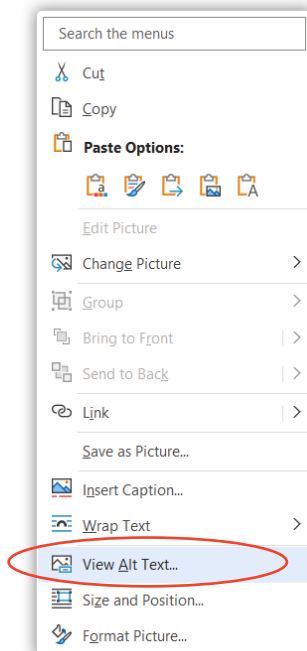 Search the menus
Cut
Copy
Paste Options:
Edit Picture
Change Picture
Group
Bring to Front
Send to Back
Link
Save as Picture...
Insert Caption...
Wrap Text
View Alt Text...
Size and Position...
Format Picture...